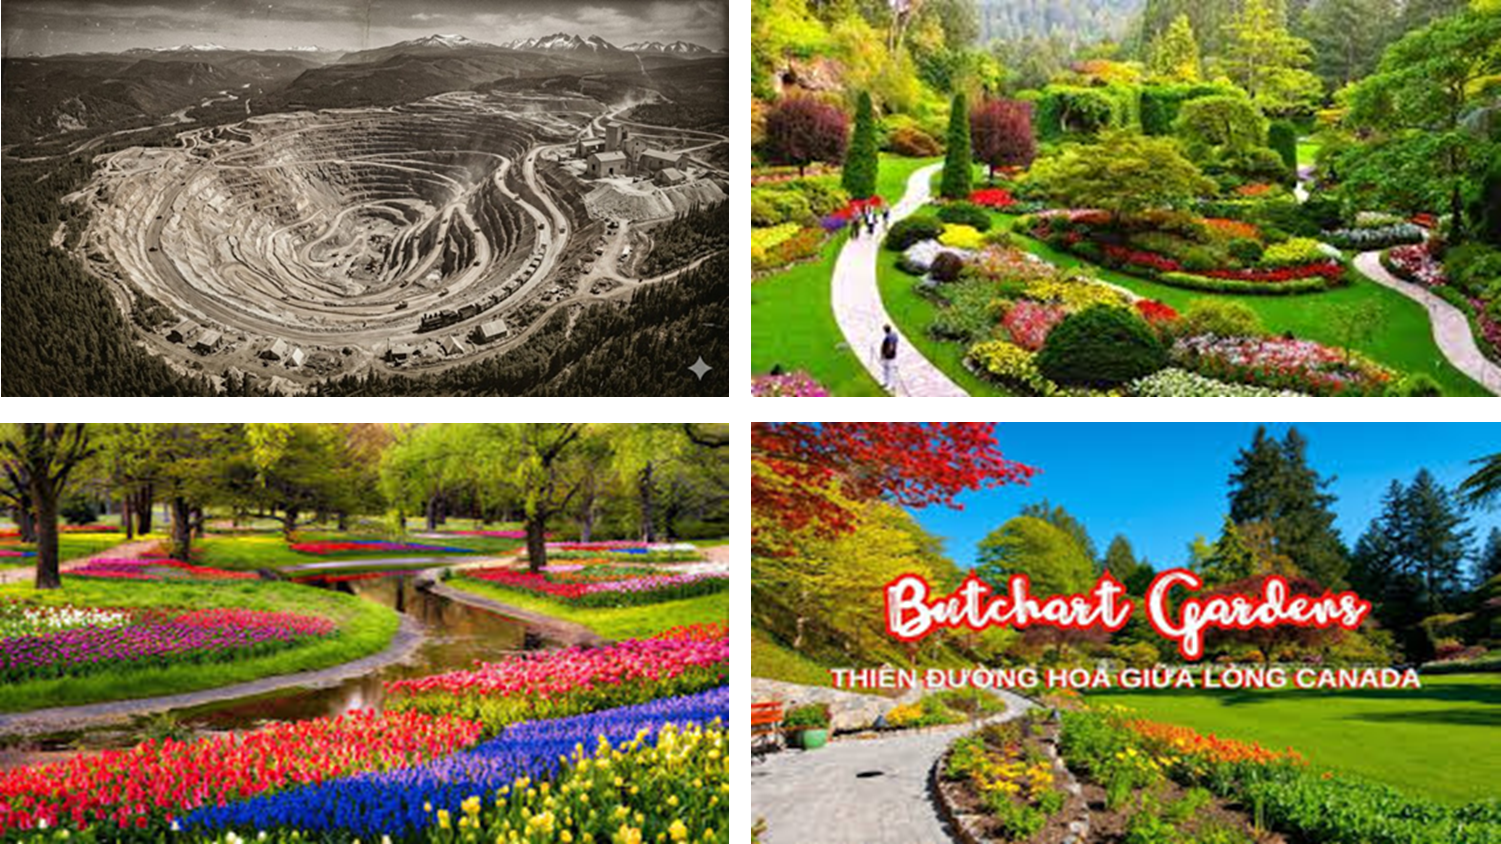 Butchart Gardens
THIÊN ĐƯỜNG HOA GIỮA LÒNG CANADA